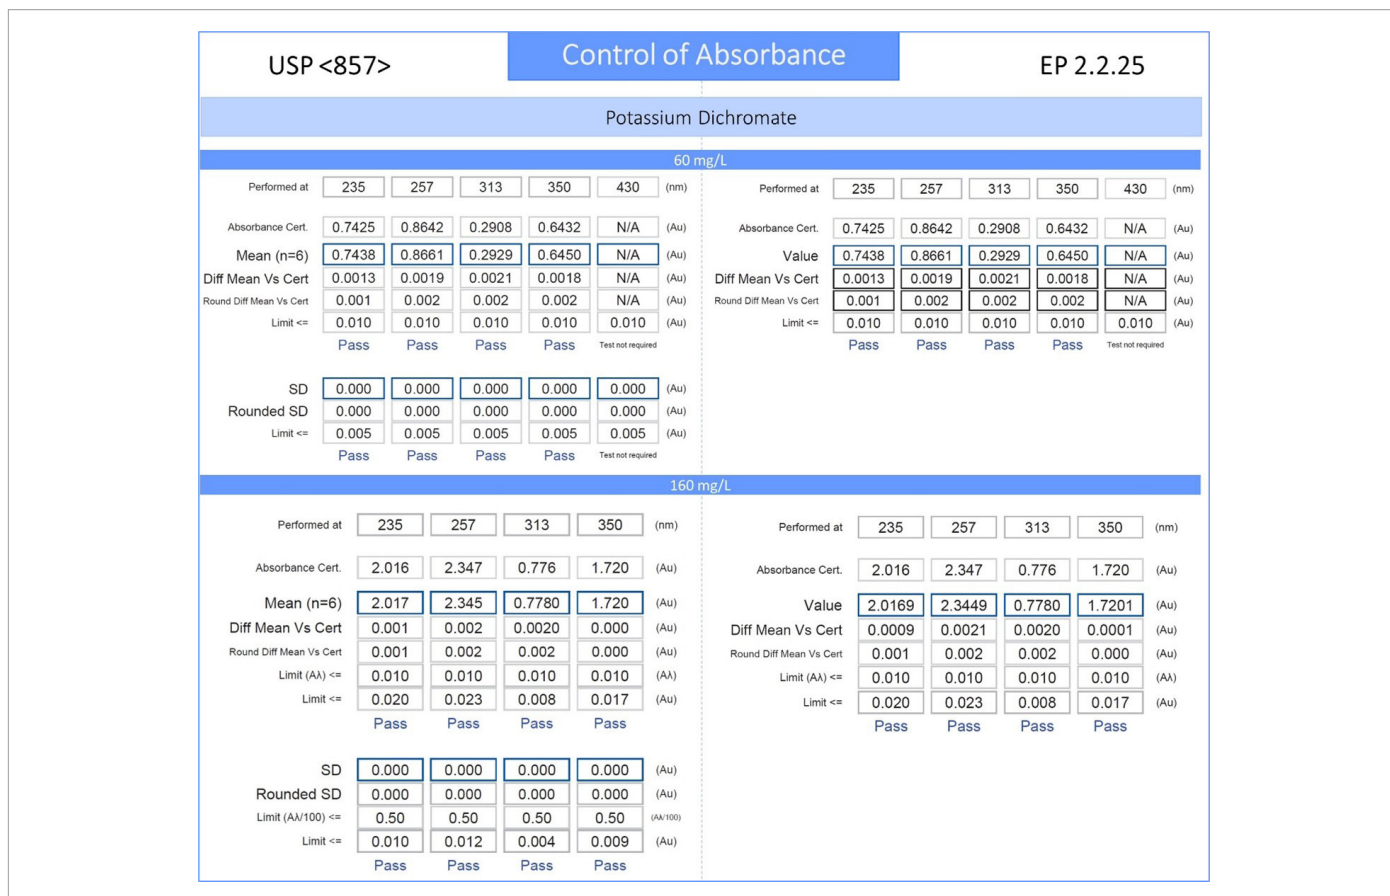 USP <857>
Control of Absorbance
EP 2.2.25
Potassium Dichromate
60 mg/L
Performed at 235 257 313 350 430 (nm)
Absorbance Cert. 0.7425 0.8642 0.2908 0.6432 N/A (Au)
Mean (n=6) 0.7438 0.8661 0.2929 0.6450 N/A (Au)
Diff Mean Vs Cert 0.0013 0.0019 0.0021 0.0018 N/A (Au)
Round Diff Mean Vs Cert 0.001 0.002 0.002 0.002 N/A (Au)
Limit <= 0.010 0.010 0.010 0.010 0.010 (Au)
Pass Pass Pass Pass Test not required
SD 0.000 0.000 0.000 0.000 0.000 (Au)
Rounded SD 0.000 0.000 0.000 0.000 0.000 (Au)
Limit <= 0.005 0.005 0.005 0.005 0.005 (Au)
Pass Pass Pass Pass Test not required
Performed at 235 257 313 350 430 (nm)
Absorbance Cert. 0.7425 0.8642 0.2908 0.6432 N/A (Au)
Value 0.7438 0.8661 0.2929 0.6450 N/A (Au)
Diff Mean Vs Cert 0.0013 0.0019 0.0021 0.0018 N/A (Au)
Round Diff Mean Vs Cert 0.001 0.002 0.002 0.002 N/A (Au)
Limit <= 0.010 0.010 0.010 0.010 0.010 (Au)
Pass Pass Pass Pass Test not required
160 mg/L
Performed at 235 257 313 350 (nm)
Absorbance Cert. 2.016 2.347 0.776 1.720 (Au)
Mean (n=6) 2.017 2.345 0.7780 1.720 (Au)
Diff Mean Vs Cert 0.001 0.002 0.0020 0.000 (Au)
Round Diff Mean Vs Cert 0.001 0.002 0.002 0.000 (Au)
Limit (Aλ) <= 0.010 0.010 0.010 0.010 (Aλ)
Limit <= 0.020 0.023 0.008 0.017 (Au)
Pass Pass Pass Pass
SD 0.000 0.000 0.000 0.000 (Au)
Rounded SD 0.000 0.000 0.000 0.000 (Au)
Limit (Aλ/100) <= 0.50 0.50 0.50 0.50 (Aλ/100)
Limit <= 0.010 0.012 0.004 0.009 (Au)
Pass Pass Pass Pass
Performed at 235 257 313 350 (nm)
Absorbance Cert. 2.016 2.347 0.776 1.720 (Au)
Value 2.0169 2.3449 0.7780 1.7201 (Au)
Diff Mean Vs Cert 0.0009 0.0021 0.0020 0.0001 (Au)
Round Diff Mean Vs Cert 0.001 0.002 0.002 0.000 (Au)
Limit (Aλ) <= 0.010 0.010 0.010 0.010 (Aλ)
Limit <= 0.020 0.023 0.008 0.017 (Au)
Pass Pass Pass Pass